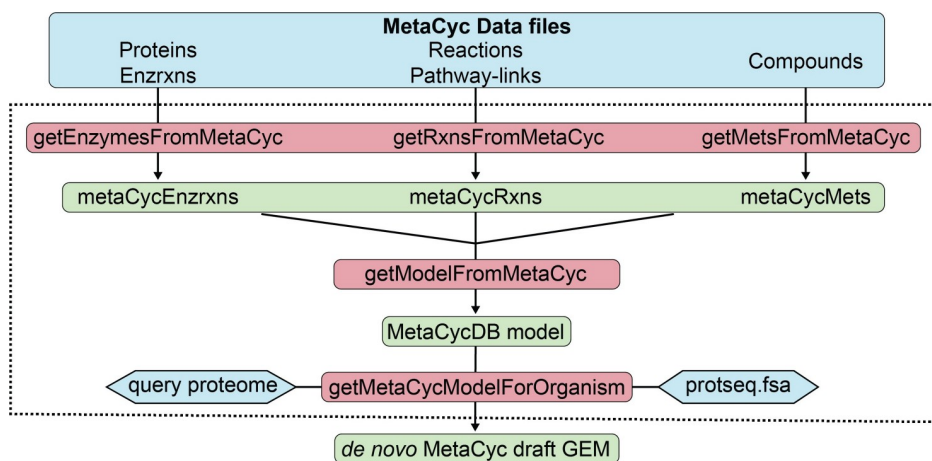 MetaCyc Data files
Proteins Reactions
Enzrxns Pathway-links Compounds
getEnzymesFromMetaCyc getRxnsFromMetaCyc getMetsFromMetaCyc
metaCycEnzrxns metaCycRxns metaCycMets
getModelFromMetaCyc
MetaCycDB model
query proteome getMetaCycModelForOrganism protseq.fsa
de novo MetaCyc draft GEM